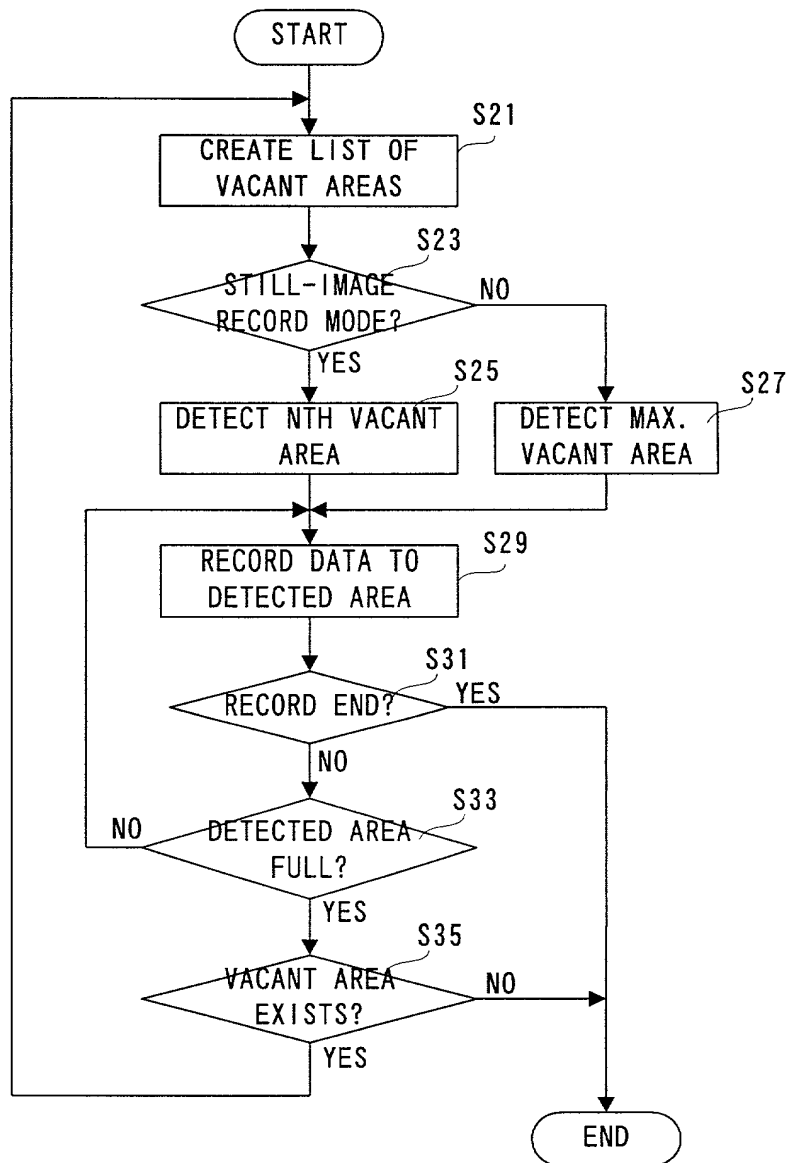 START
S21
CREATE LIST OF
VACANT AREAS
S23
STILL-IMAGE
RECORD MODE?
NO
YES
S25
DETECT NTH VACANT
AREA
S27
DETECT MAX.
VACANT AREA
S29
RECORD DATA TO
DETECTED AREA
S31
RECORD END?
YES
NO
S33
DETECTED AREA
FULL?
NO
YES
S35
VACANT AREA
EXISTS?
NO
YES
END